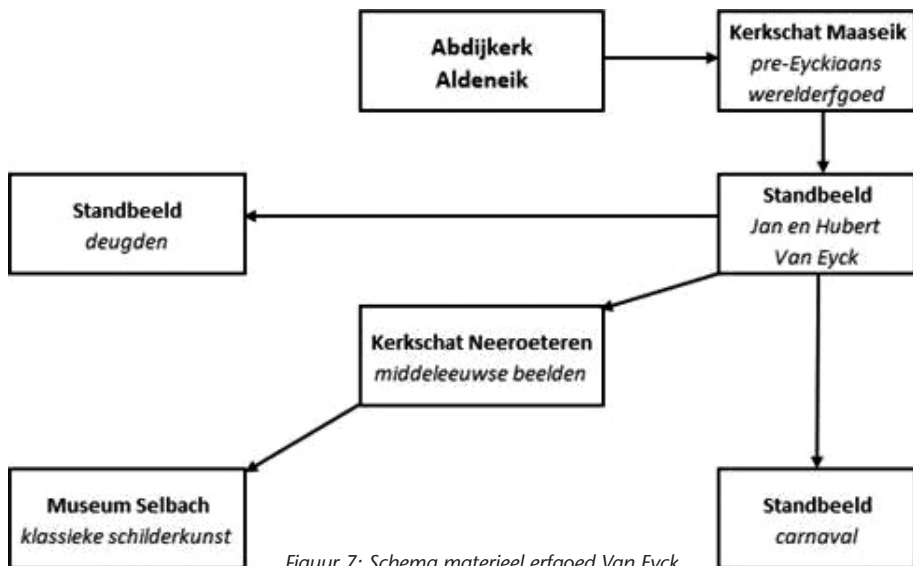 Abdijkerk
Aldeneik
Kerkschat Maaseik
pre-Eyckiaans
werelderfgoed
Standbeeld
deugden
Standbeeld
Jan en Hubert
Van Eyck
Kerkschat Neeroeteren
middeleeuwse beelden
Museum Selbach
klassieke schilderkunst
Standbeeld
carnaval
Figuur 7: Schema materieel erfgoed Van Eyck